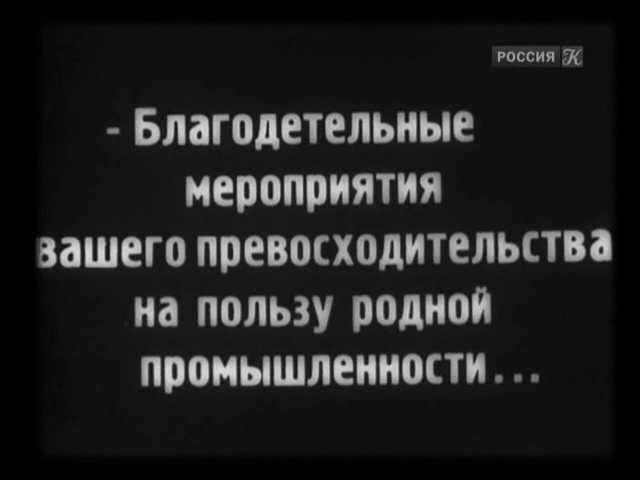 РОССИЯ К
- Благодетельные
мероприятия
вашего превосходительства
на пользу родной
промышленности...